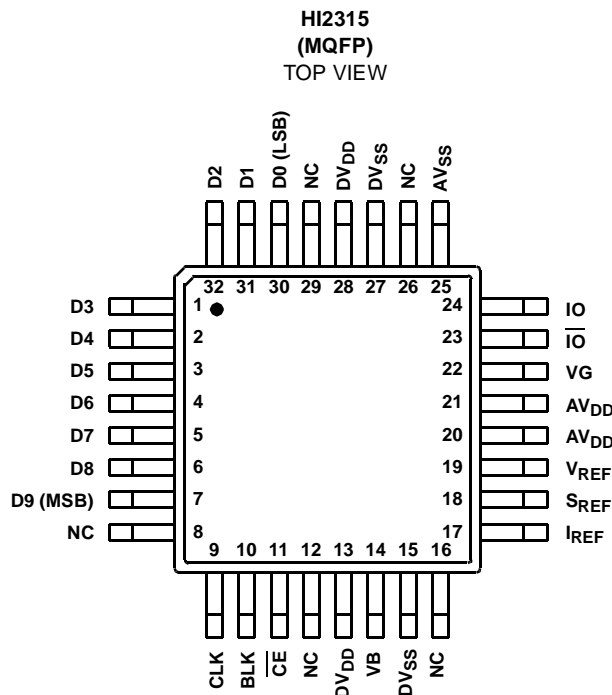 HI2315
(MQFP)
TOP VIEW
D2
D1
D0 (LSB)
NC
DVDD
DVSS
NC
AVSS
32 31 30 29 28 27 26 25
D3 1 24 IO
D4 2 23 I̅O̅
D5 3 22 VG
D6 4 21 AVDD
D7 5 20 AVDD
D8 6 19 VREF
D9 (MSB) 7 18 SREF
NC 8 17 IREF
9 10 11 12 13 14 15 16
CLK
BLK
C̅E̅
NC
DVDD
VB
DVSS
NC